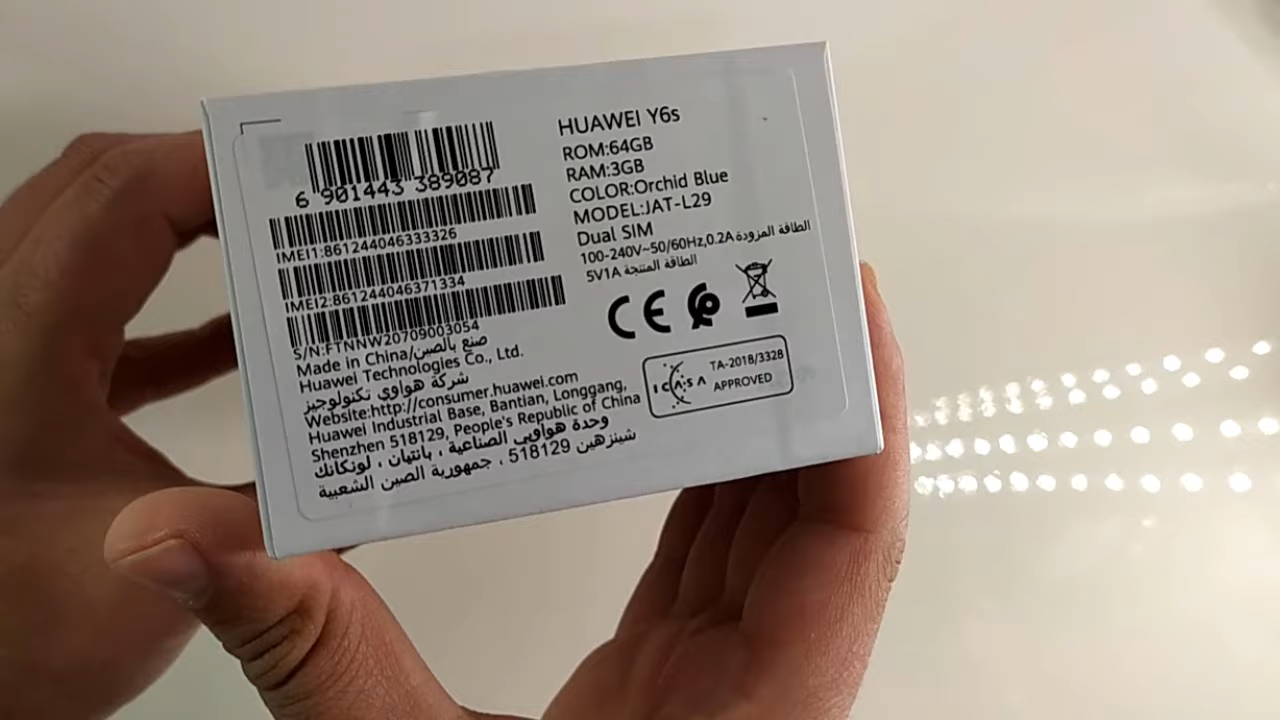 6 901443 389087
IMEI1:861244046333326
IMEI2:861244046371334
S/N:FTNNW20709003054
Made in China/صنع بالصين
Huawei Technologies Co., Ltd.
شركة هواوي تكنولوجيز
Website:http://consumer.huawei.com
Huawei Industrial Base, Bantian, Longgang,
Shenzhen 518129, People's Republic of China
وحدة هواوي الصناعية ، بانتيان ، لونكانك
شينزهين 518129 ، جمهورية الصين الشعبية
HUAWEI Y6s
ROM:64GB
RAM:3GB
COLOR:Orchid Blue
MODEL:JAT-L29
Dual SIM
100-240V~50/60Hz,0.2A الطاقة المزودة
5V1A الطاقة المنتجة
CE
ICASA
TA-2018/3328
APPROVED